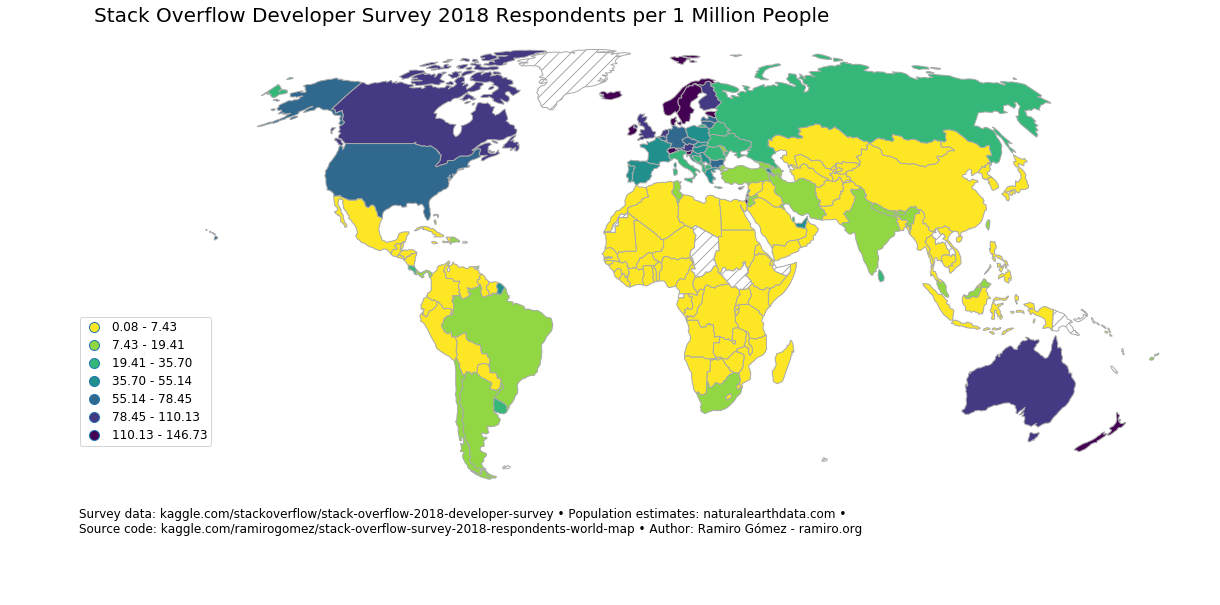 Stack Overflow Developer Survey 2018 Respondents per 1 Million People
0.08 - 7.43
7.43 - 19.41
19.41 - 35.70
35.70 - 55.14
55.14 - 78.45
78.45 - 110.13
110.13 - 146.73
Survey data: kaggle.com/stackoverflow/stack-overflow-2018-developer-survey • Population estimates: naturalearthdata.com •
Source code: kaggle.com/ramirogomez/stack-overflow-survey-2018-respondents-world-map • Author: Ramiro Gómez - ramiro.org